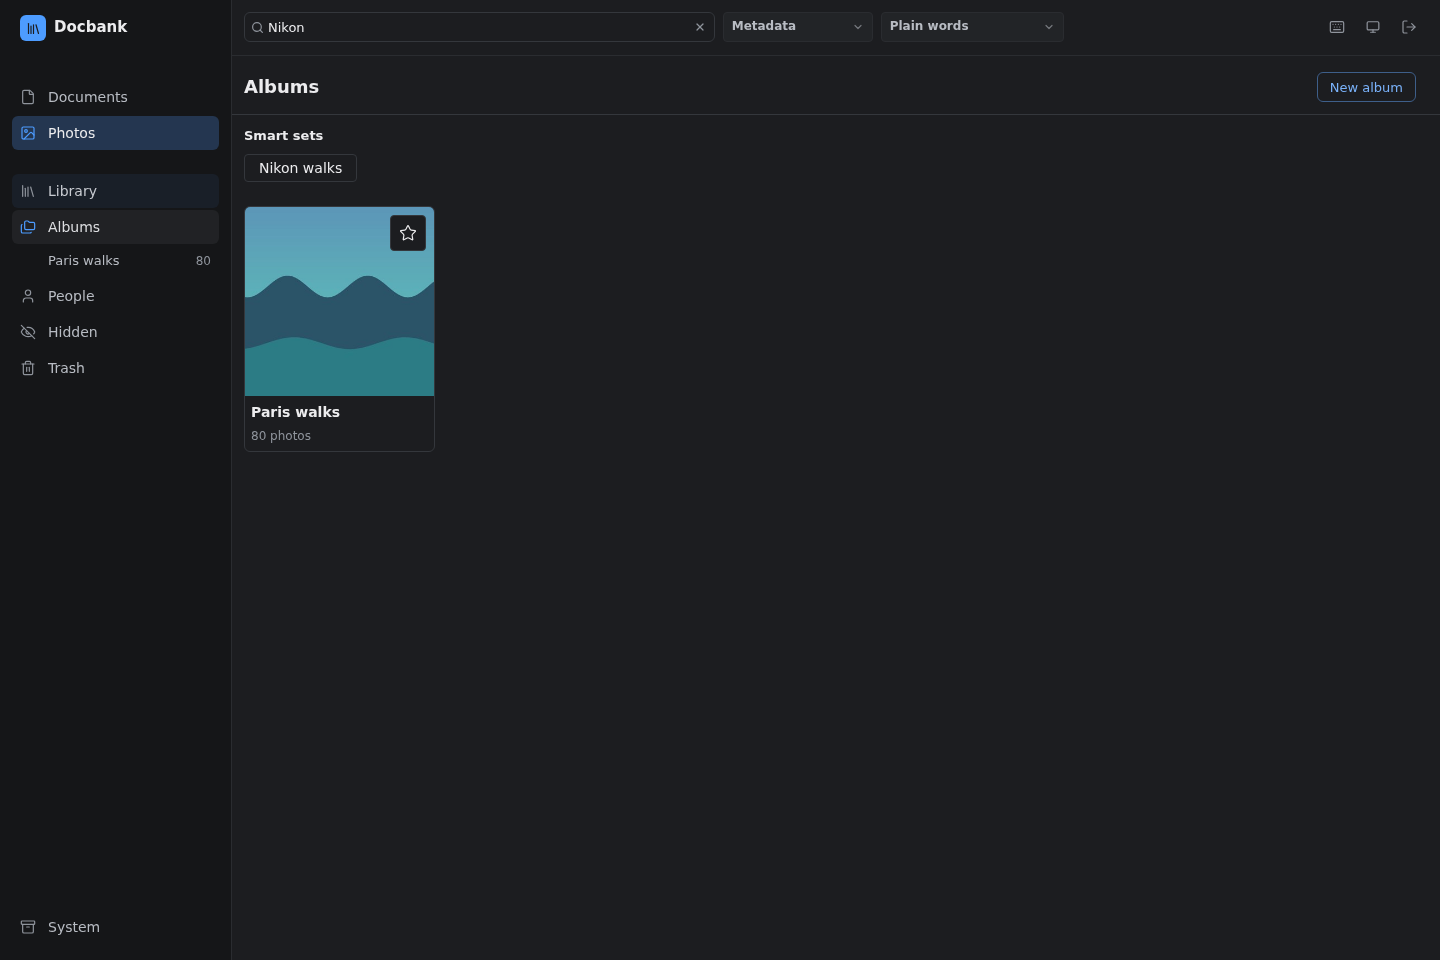 Docbank
Nikon
Metadata
Plain words
Documents
Photos
Library
Albums
Paris walks 80
People
Hidden
Trash
System
Albums
New album
Smart sets
Nikon walks
Paris walks
80 photos